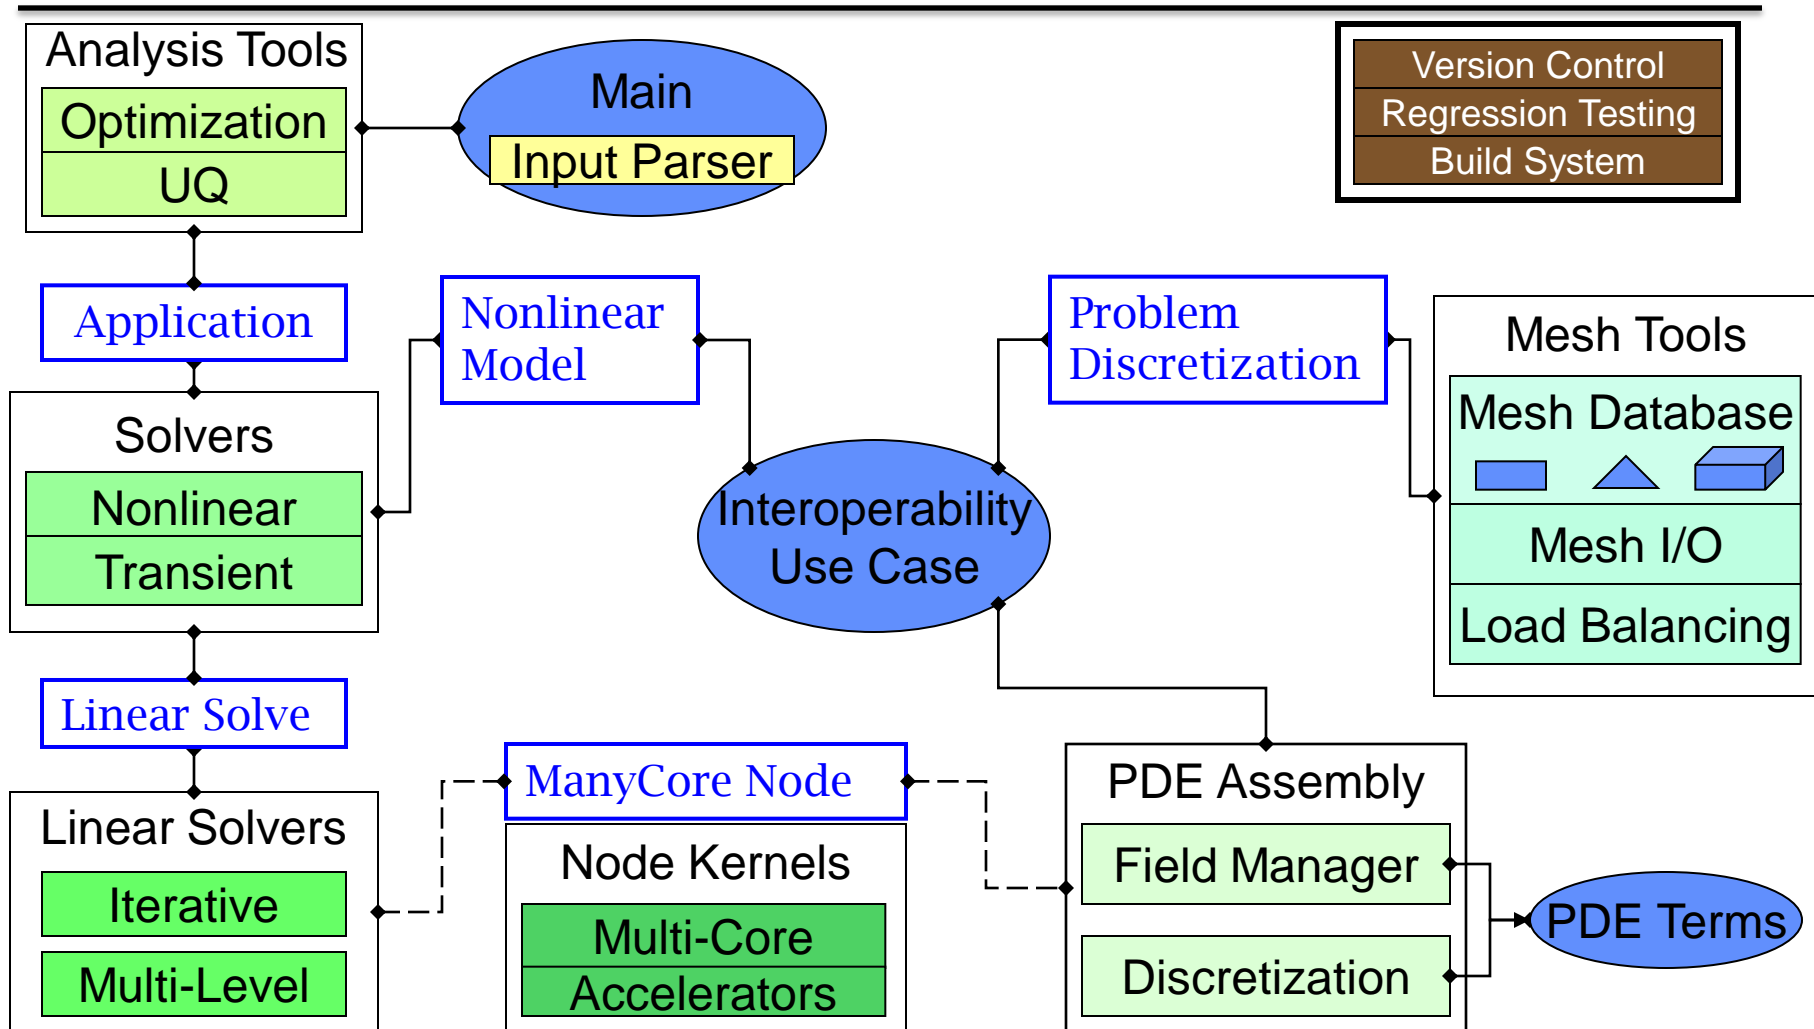 Analysis Tools
Optimization
UQ
Main
Input Parser
Version Control
Regression Testing
Build System
Application
Nonlinear
Model
Problem
Discretization
Mesh Tools
Mesh Database
Mesh I/O
Load Balancing
Solvers
Nonlinear
Transient
Interoperability
Use Case
Linear Solve
ManyCore Node
Linear Solvers
Iterative
Multi-Level
Node Kernels
Multi-Core
Accelerators
PDE Assembly
Field Manager
Discretization
PDE Terms